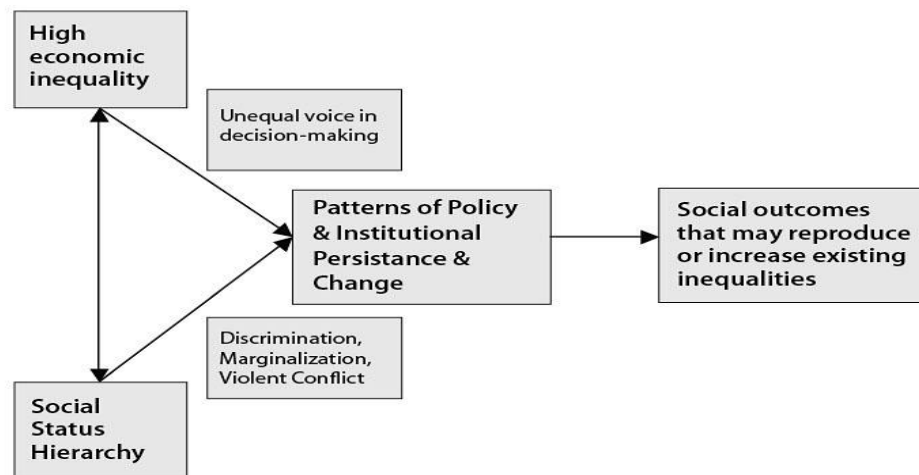 High
economic
inequality
Unequal voice in
decision-making
Patterns of Policy
& Institutional
Persistance &
Change
Social outcomes
that may reproduce
or increase existing
inequalities
Discrimination,
Marginalization,
Violent Conflict
Social
Status
Hierarchy